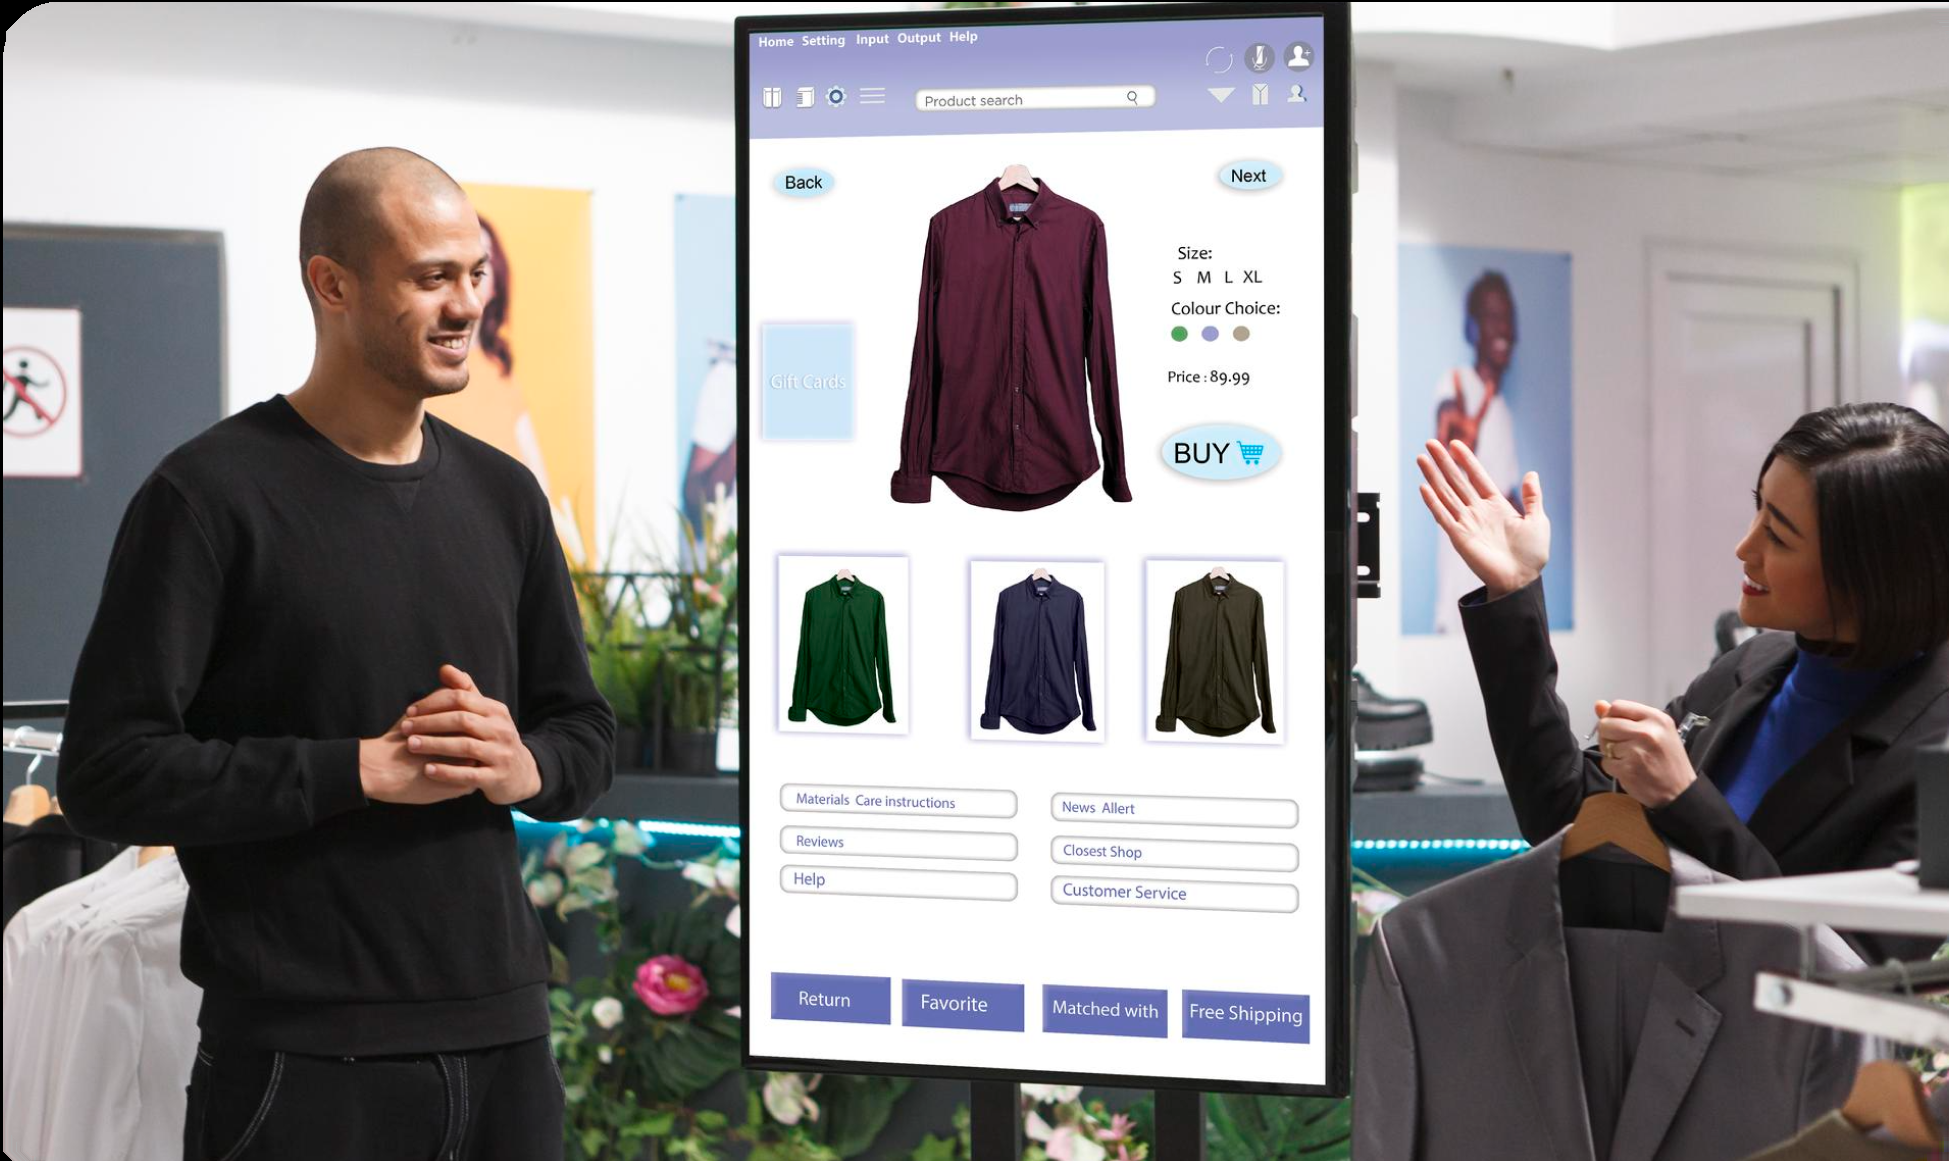 Home Setting Input Output Help
Product search
Back
Next
Size:
S M L XL
Colour Choice:
Price : 89.99
Gift Cards
BUY
Materials Care instructions
News Allert
Reviews
Closest Shop
Help
Customer Service
Return
Favorite
Matched with
Free Shipping